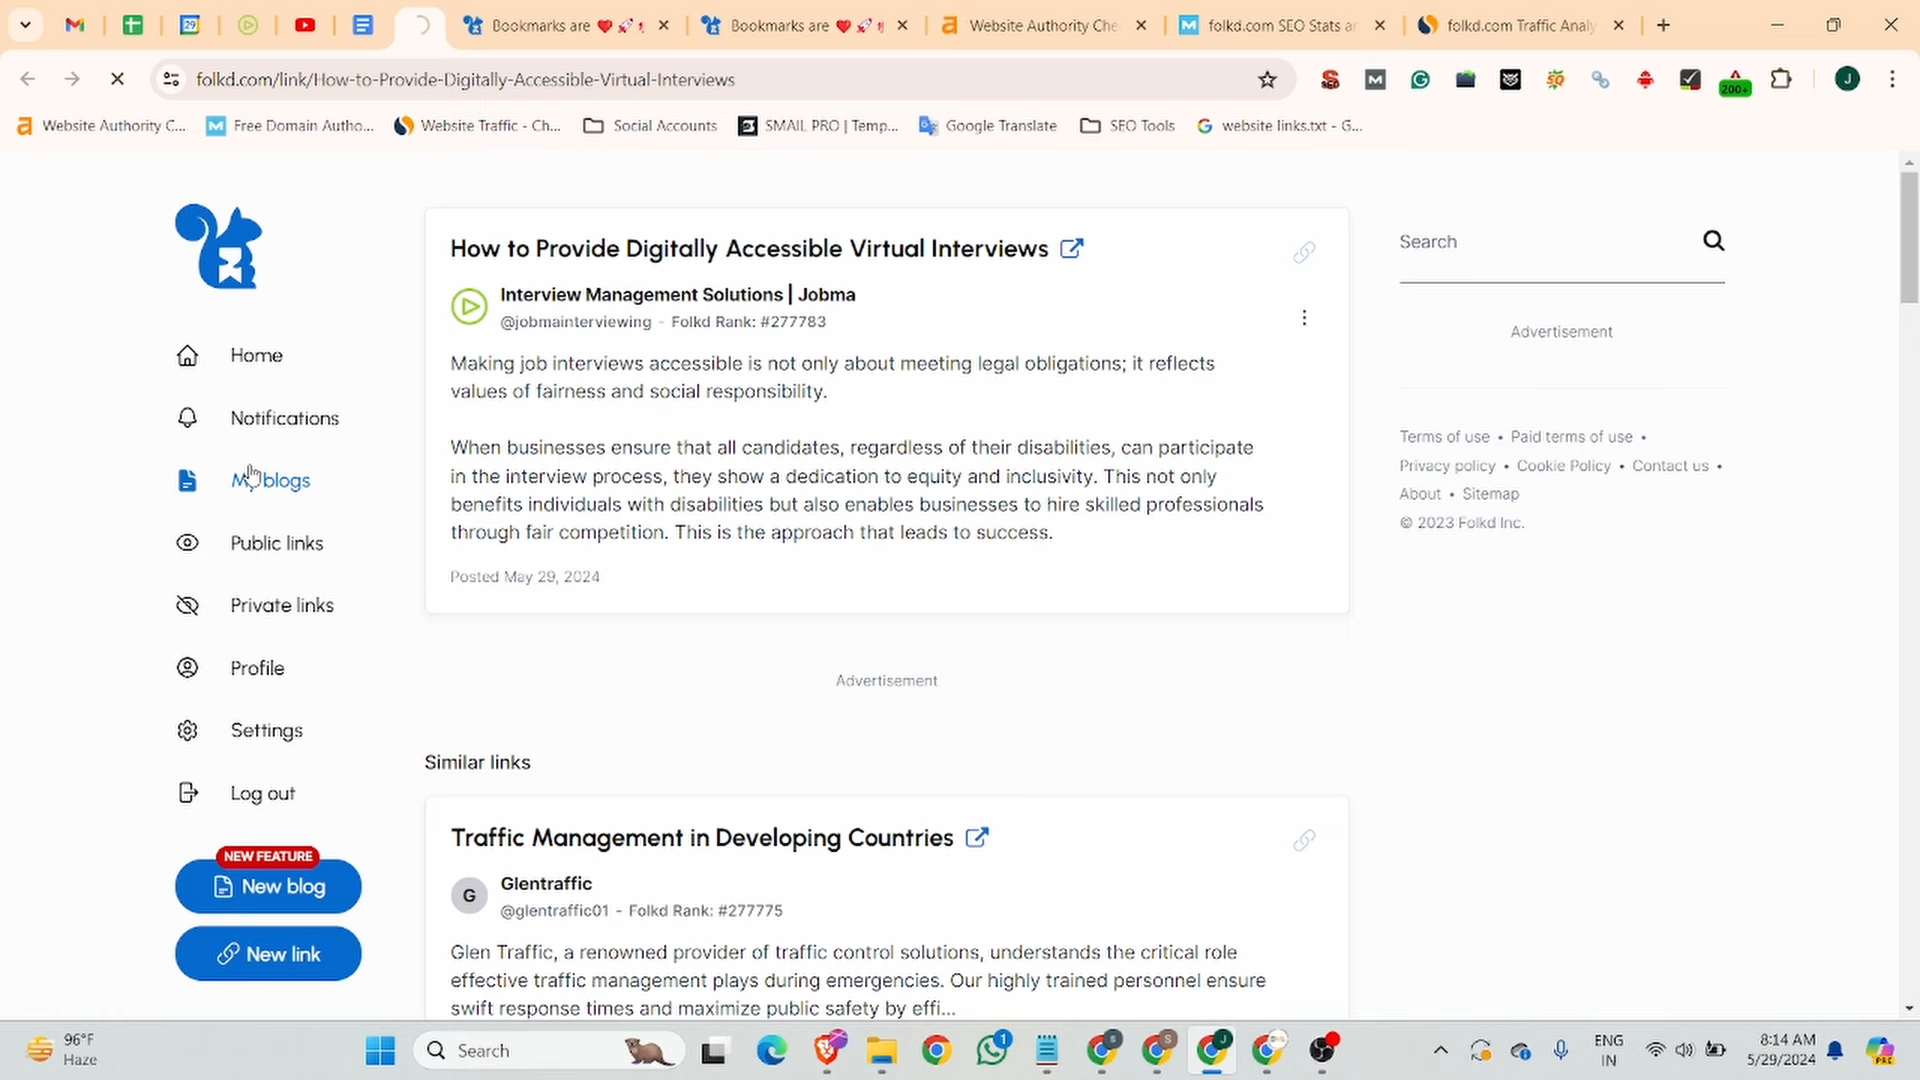 Bookmarks are ❤️ 🚀
Bookmarks are ❤️ 🚀
Website Authority Che
folkd.com SEO Stats an
folkd.com Traffic Analy
folkd.com/link/How-to-Provide-Digitally-Accessible-Virtual-Interviews
200+
J
Website Authority C...
Free Domain Autho...
Website Traffic - Ch...
Social Accounts
SMAIL PRO | Temp...
Google Translate
SEO Tools
website links.txt - G...
How to Provide Digitally Accessible Virtual Interviews
Interview Management Solutions | Jobma
@jobmainterviewing - Folkd Rank: #277783
Making job interviews accessible is not only about meeting legal obligations; it reflects
values of fairness and social responsibility.
When businesses ensure that all candidates, regardless of their disabilities, can participate
in the interview process, they show a dedication to equity and inclusivity. This not only
benefits individuals with disabilities but also enables businesses to hire skilled professionals
through fair competition. This is the approach that leads to success.
Posted May 29, 2024
Advertisement
Similar links
Traffic Management in Developing Countries
G
Glentraffic
@glentraffic01 - Folkd Rank: #277775
Glen Traffic, a renowned provider of traffic control solutions, understands the critical role
effective traffic management plays during emergencies. Our highly trained personnel ensure
swift response times and maximize public safety by effi...
Home
Notifications
My blogs
Public links
Private links
Profile
Settings
Log out
NEW FEATURE
New blog
New link
Search
Advertisement
Terms of use • Paid terms of use •
Privacy policy • Cookie Policy • Contact us •
About • Sitemap
© 2023 Folkd Inc.
96°F
Haze
Search
1
ENG
IN
8:14 AM
5/29/2024